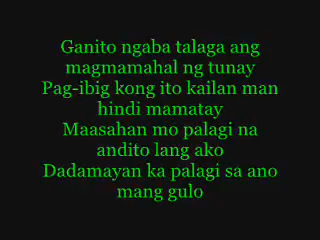 Ganito ngaba talaga ang
magmamahal ng tunay
Pag-ibig kong ito kailan man
hindi mamatay
Maasahan mo palagi na
andito lang ako
Dadamayan ka palagi sa ano
mang gulo